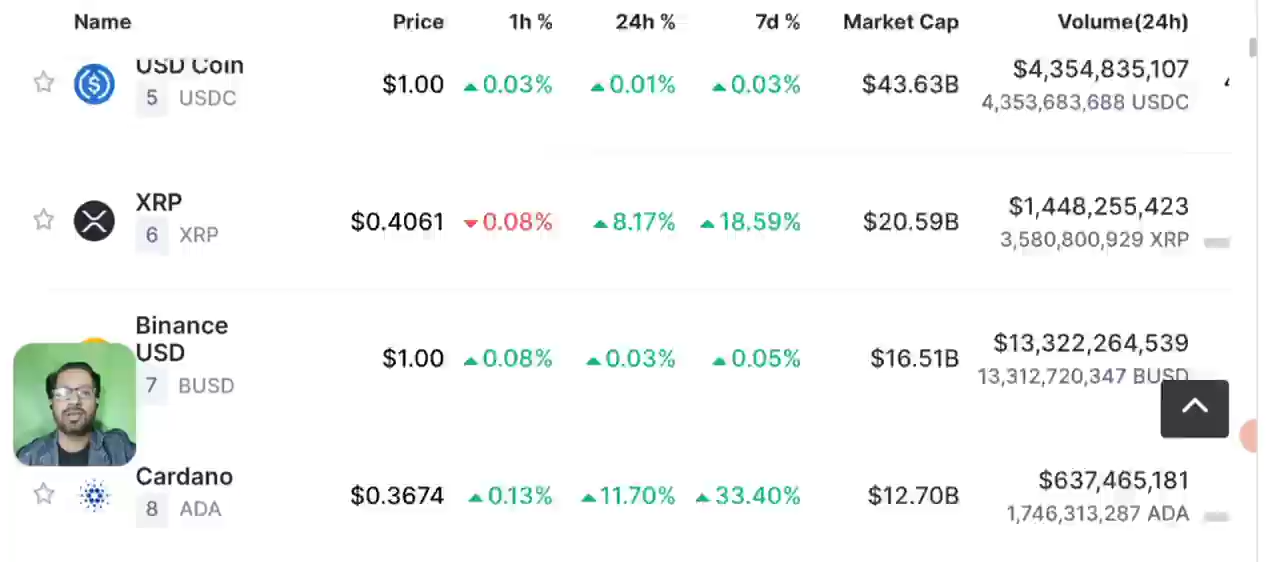 Name Price 1h % 24h % 7d % Market Cap Volume(24h)
USD Coin
5 USDC $1.00 ▲ 0.03% ▲ 0.01% ▲ 0.03% $43.63B $4,354,835,107
4,353,683,688 USDC
XRP
6 XRP $0.4061 ▼ 0.08% ▲ 8.17% ▲ 18.59% $20.59B $1,448,255,423
3,580,800,929 XRP
Binance
USD
7 BUSD $1.00 ▲ 0.08% ▲ 0.03% ▲ 0.05% $16.51B $13,322,264,539
13,312,720,347 BUSD
Cardano
8 ADA $0.3674 ▲ 0.13% ▲ 11.70% ▲ 33.40% $12.70B $637,465,181
1,746,313,287 ADA